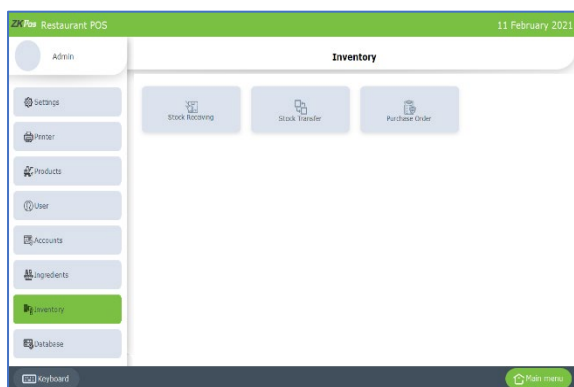 ZKPos Restaurant POS
11 February 2021
Admin
Inventory
Settings
Printer
Products
User
Accounts
Ingredients
Inventory
Database
Stock Receiving
Stock Transfer
Purchase Order
Keyboard
Main menu